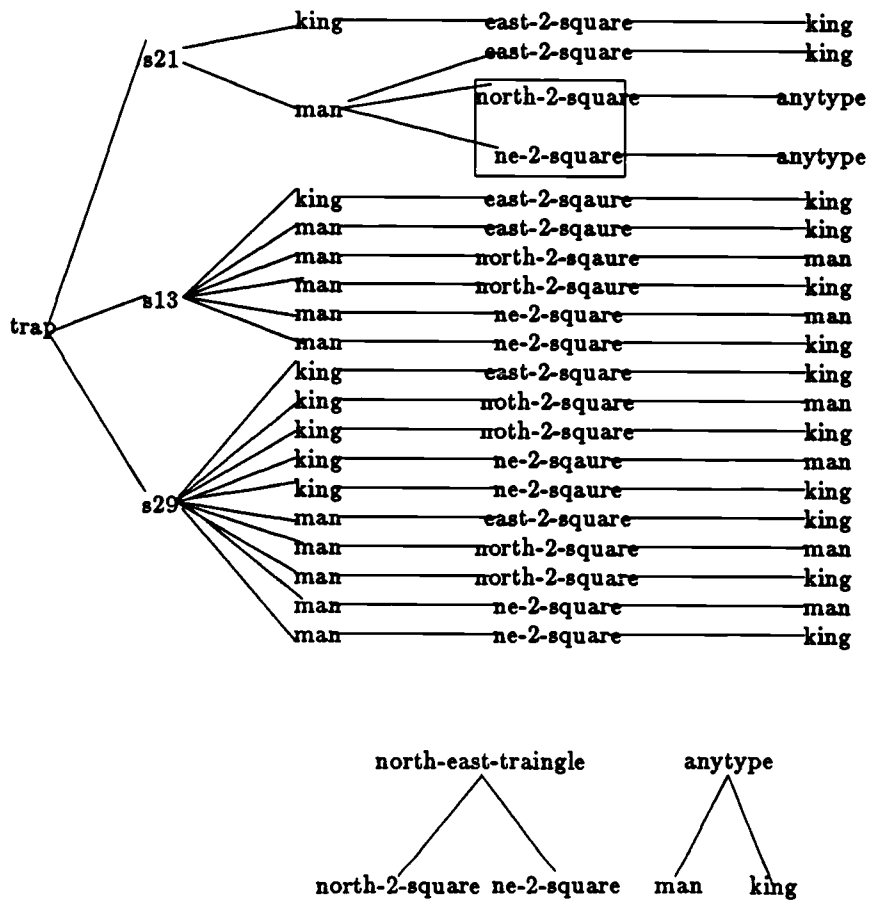 king east-2-square king
s21 east-2-square king
north-2-square anytype
man
ne-2-square anytype
king east-2-sqaure king
man east-2-sqaure king
man north-2-sqaure man
s13 man north-2-sqaure king
man ne-2-square man
trap
man ne-2-square king
king east-2-square king
king noth-2-square man
king noth-2-square king
king ne-2-sqaure man
king ne-2-sqaure king
s29
man east-2-square king
man north-2-square man
man north-2-square king
man ne-2-square man
man ne-2-square king
north-east-traingle anytype
north-2-square ne-2-square man king